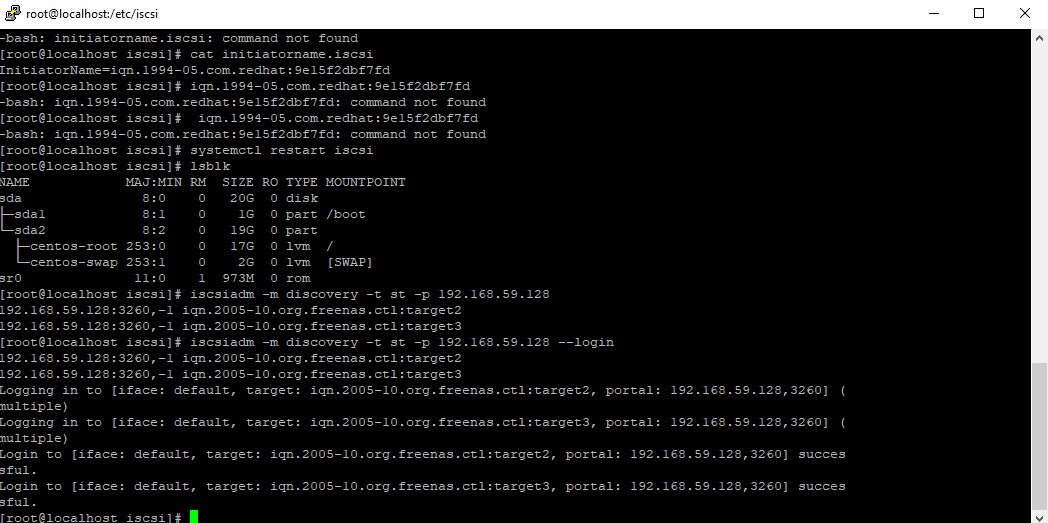 root@localhost:/etc/iscsi
-bash: initiatorname.iscsi: command not found
[root@localhost iscsi]# cat initiatorname.iscsi
InitiatorName=iqn.1994-05.com.redhat:9e15f2dbf7fd
[root@localhost iscsi]# iqn.1994-05.com.redhat:9e15f2dbf7fd
-bash: iqn.1994-05.com.redhat:9e15f2dbf7fd: command not found
[root@localhost iscsi]#  iqn.1994-05.com.redhat:9e15f2dbf7fd
-bash: iqn.1994-05.com.redhat:9e15f2dbf7fd: command not found
[root@localhost iscsi]# systemctl restart iscsi
[root@localhost iscsi]# lsblk
NAME            MAJ:MIN RM  SIZE RO TYPE MOUNTPOINT
sda               8:0    0   20G  0 disk
├─sda1            8:1    0    1G  0 part /boot
└─sda2            8:2    0   19G  0 part
  ├─centos-root 253:0    0   17G  0 lvm  /
  └─centos-swap 253:1    0    2G  0 lvm  [SWAP]
sr0              11:0    1  973M  0 rom
[root@localhost iscsi]# iscsiadm -m discovery -t st -p 192.168.59.128
192.168.59.128:3260,-1 iqn.2005-10.org.freenas.ctl:target2
192.168.59.128:3260,-1 iqn.2005-10.org.freenas.ctl:target3
[root@localhost iscsi]# iscsiadm -m discovery -t st -p 192.168.59.128 --login
192.168.59.128:3260,-1 iqn.2005-10.org.freenas.ctl:target2
192.168.59.128:3260,-1 iqn.2005-10.org.freenas.ctl:target3
Logging in to [iface: default, target: iqn.2005-10.org.freenas.ctl:target2, portal: 192.168.59.128,3260] (
multiple)
Logging in to [iface: default, target: iqn.2005-10.org.freenas.ctl:target3, portal: 192.168.59.128,3260] (
multiple)
Login to [iface: default, target: iqn.2005-10.org.freenas.ctl:target2, portal: 192.168.59.128,3260] succes
sful.
Login to [iface: default, target: iqn.2005-10.org.freenas.ctl:target3, portal: 192.168.59.128,3260] succes
sful.
[root@localhost iscsi]#